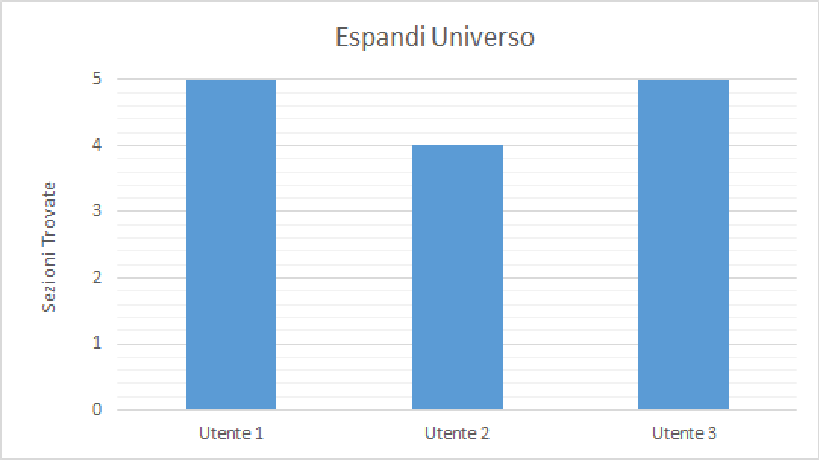 Espandi Universo
Sezioni Trovate
5
4
3
2
1
0
Utente 1
Utente 2
Utente 3